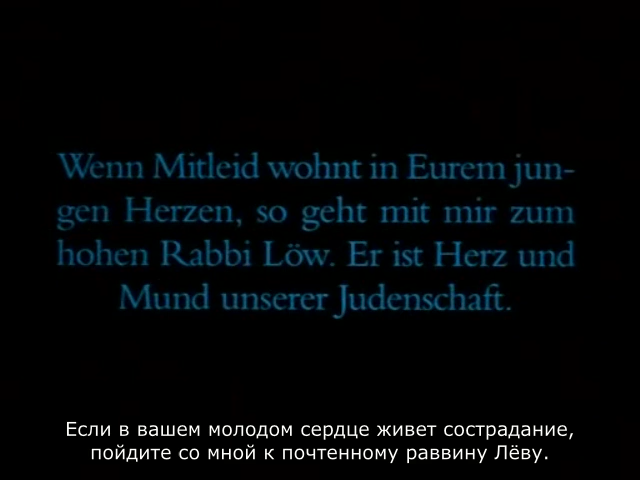 Wenn Mitleid wohnt in Eurem jun-
gen Herzen, so geht mit mir zum
hohen Rabbi Löw. Er ist Herz und
Mund unserer Judenschaft.
Если в вашем молодом сердце живет сострадание,
пойдите со мной к почтенному раввину Лёву.